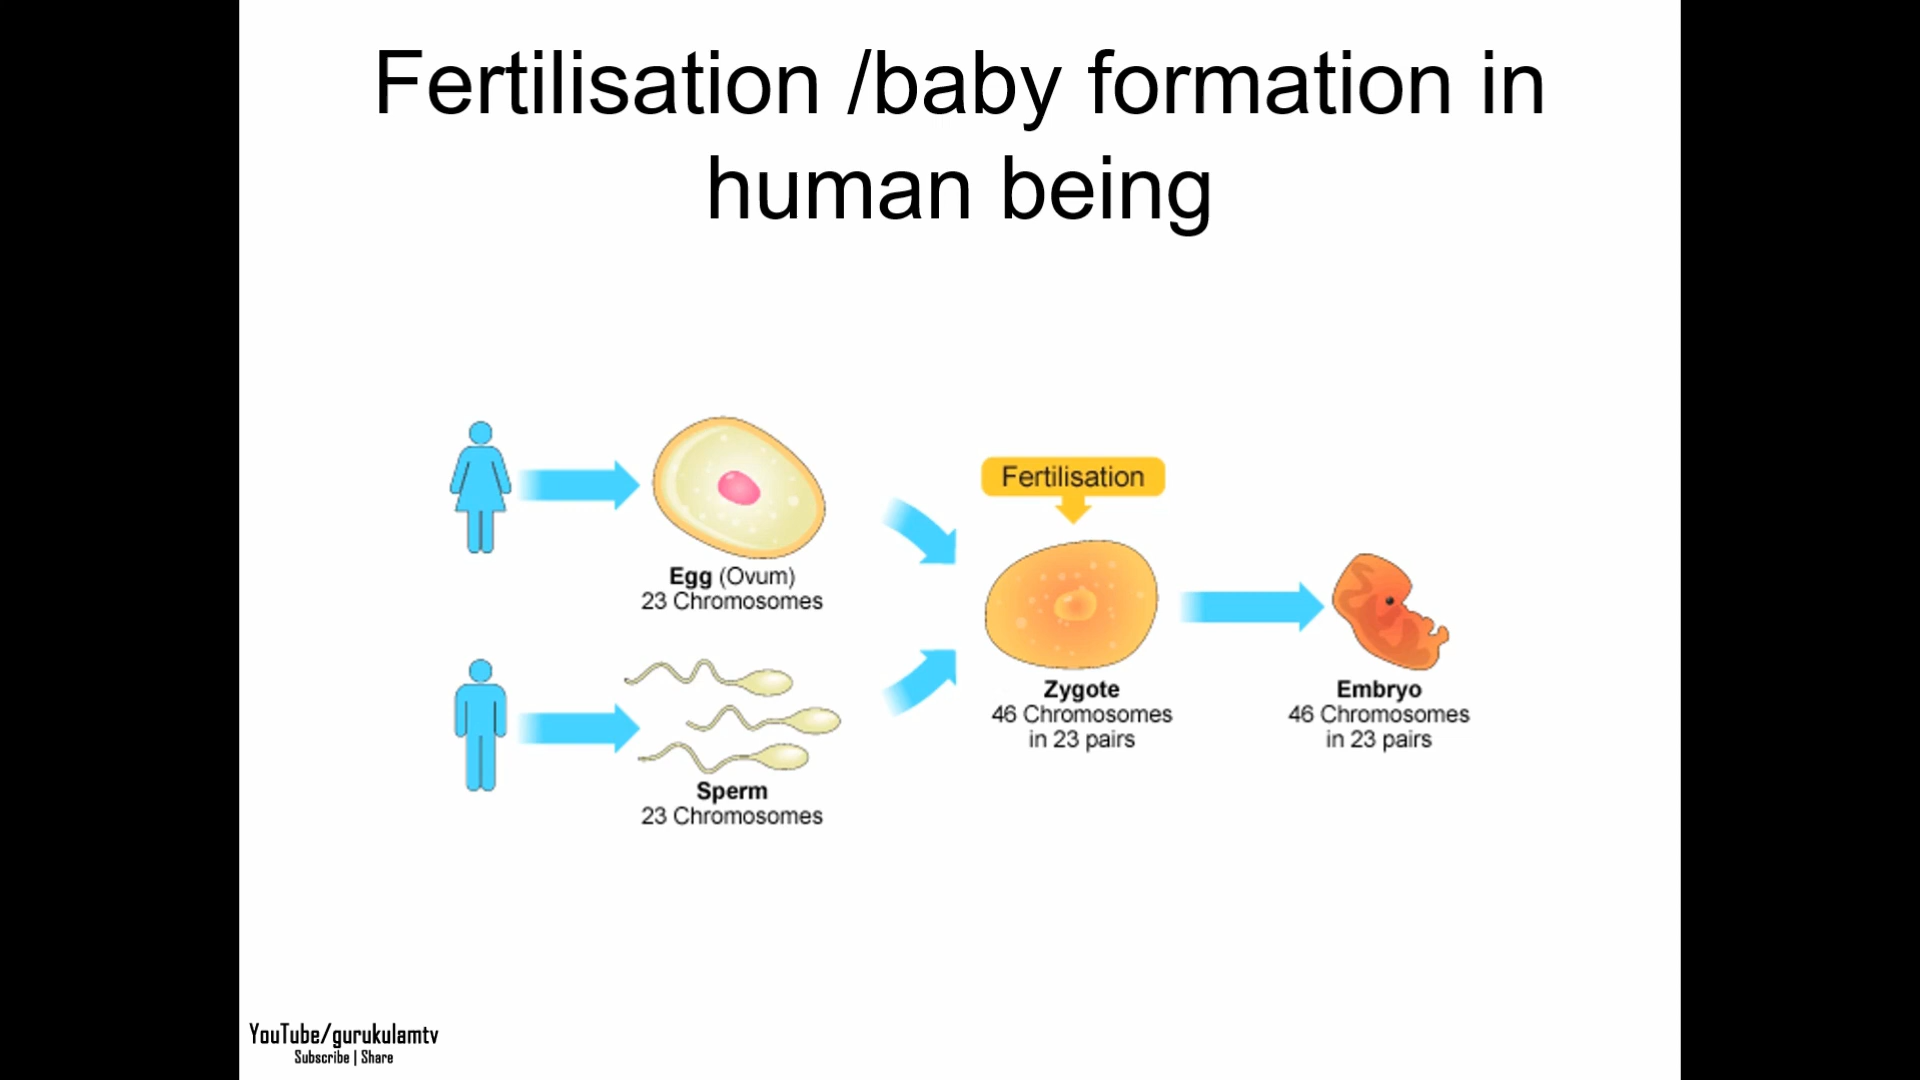 Fertilisation /baby formation in
human being
Egg (Ovum)
23 Chromosomes
Sperm
23 Chromosomes
Fertilisation
Zygote
46 Chromosomes
in 23 pairs
Embryo
46 Chromosomes
in 23 pairs
YouTube/gurukulamtv
Subscribe | Share